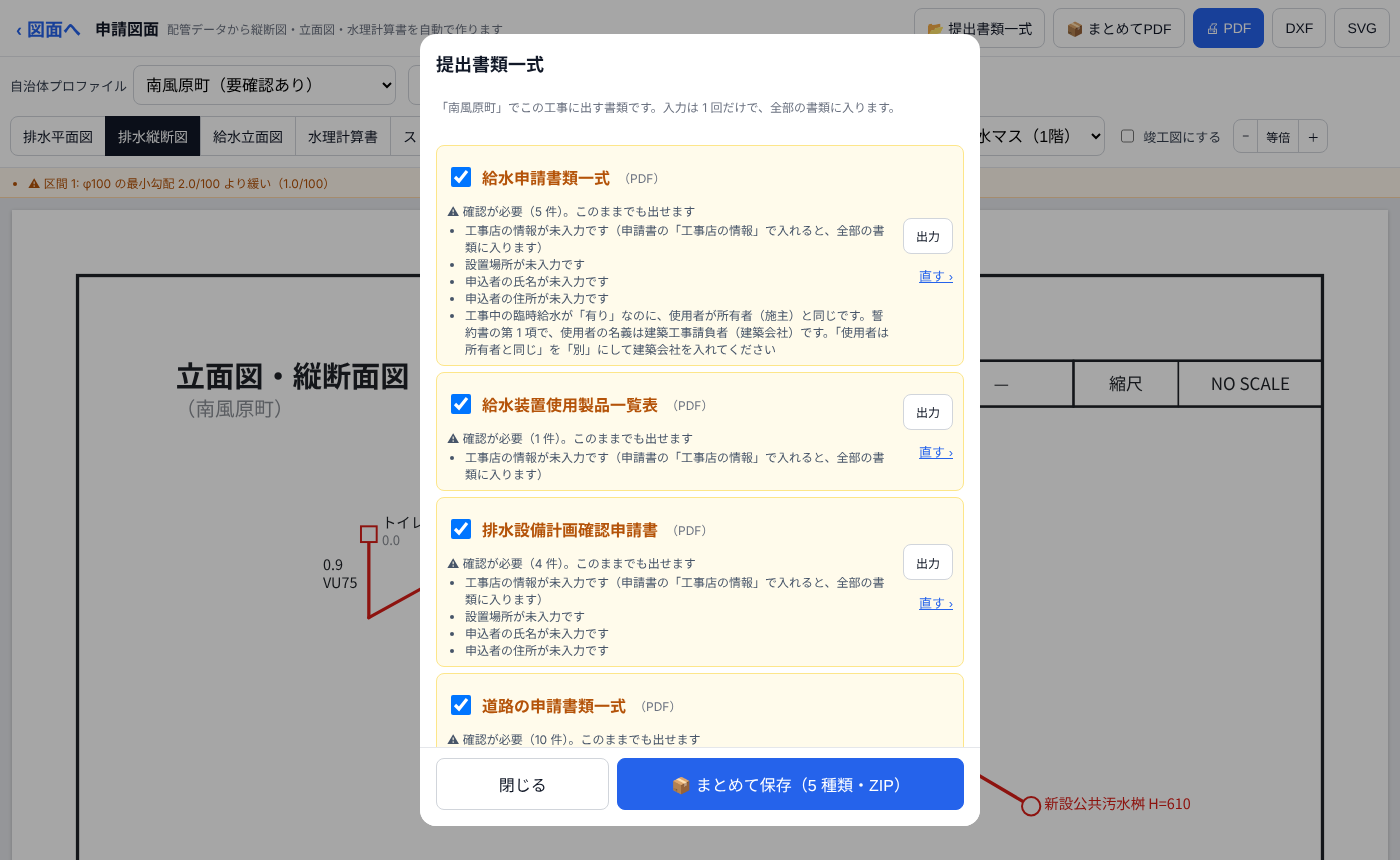 ‹ 図面へ 申請図面 配管データから縦断図・立面図・水理計算書を自動で作ります 📂 提出書類一式 📦 まとめてPDF 🖨 PDF DXF SVG
自治体プロファイル 南風原町（要確認あり）
排水平面図 排水縦断図 給水立面図 水理計算書 ス 水マス（1階） 竣工図にする − 等倍 ＋
⚠ 区間 1: φ100 の最小勾配 2.0/100 より緩い（1.0/100）
立面図・縦断面図
（南風原町）
— 縮尺 NO SCALE
トイレ
0.0
0.9
VU75
新設公共汚水桝 H=610
提出書類一式
「南風原町」でこの工事に出す書類です。入力は 1 回だけで、全部の書類に入ります。
給水申請書類一式 （PDF）
⚠ 確認が必要（5 件）。このままでも出せます
• 工事店の情報が未入力です（申請書の「工事店の情報」で入れると、全部の書
類に入ります）
• 設置場所が未入力です
• 申込者の氏名が未入力です
• 申込者の住所が未入力です
• 工事中の臨時給水が「有り」なのに、使用者が所有者（施主）と同じです。誓
約書の第 1 項で、使用者の名義は建築工事請負者（建築会社）です。「使用者は
所有者と同じ」を「別」にして建築会社を入れてください
出力
直す ›
給水装置使用製品一覧表 （PDF）
⚠ 確認が必要（1 件）。このままでも出せます
• 工事店の情報が未入力です（申請書の「工事店の情報」で入れると、全部の書
類に入ります）
出力
直す ›
排水設備計画確認申請書 （PDF）
⚠ 確認が必要（4 件）。このままでも出せます
• 工事店の情報が未入力です（申請書の「工事店の情報」で入れると、全部の書
類に入ります）
• 設置場所が未入力です
• 申込者の氏名が未入力です
• 申込者の住所が未入力です
出力
直す ›
道路の申請書類一式 （PDF）
⚠ 確認が必要（10 件）。このままでも出せます
閉じる 📦 まとめて保存（5 種類・ZIP）